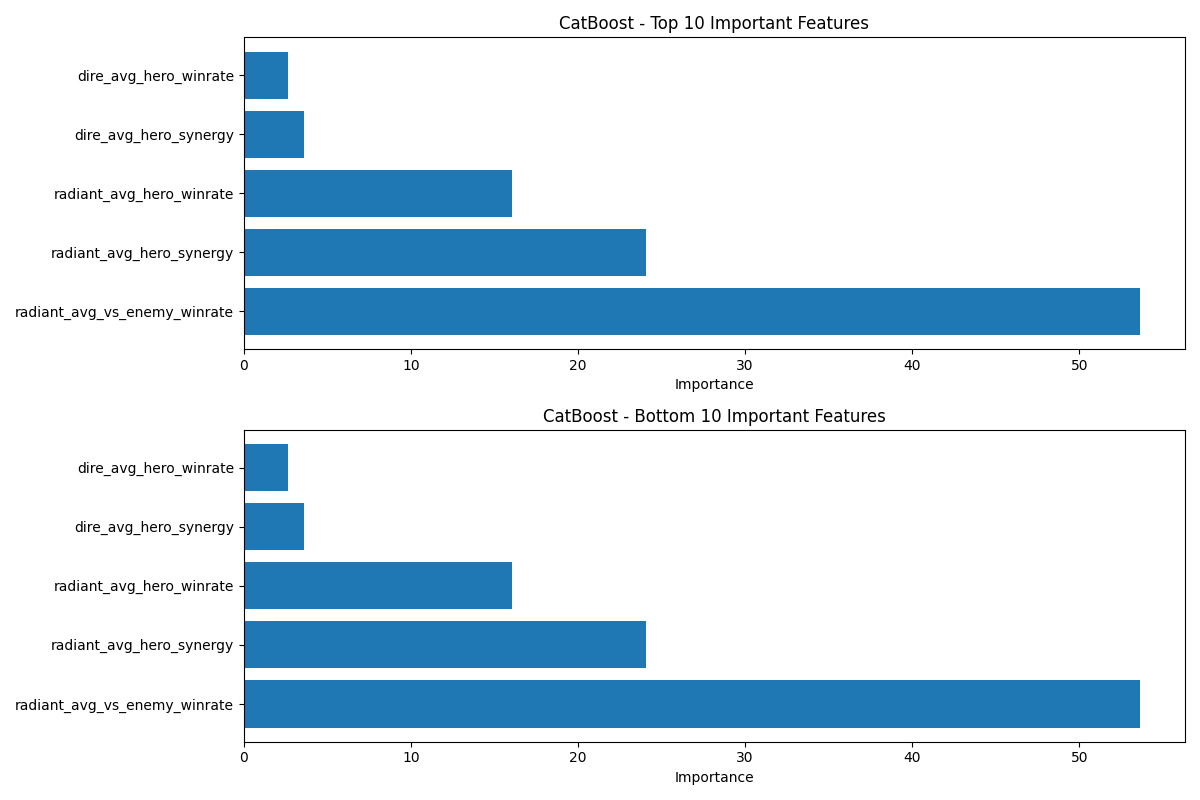 CatBoost - Top 10 Important Features
dire_avg_hero_winrate
dire_avg_hero_synergy
radiant_avg_hero_winrate
radiant_avg_hero_synergy
radiant_avg_vs_enemy_winrate
0 10 20 30 40 50
Importance
CatBoost - Bottom 10 Important Features
dire_avg_hero_winrate
dire_avg_hero_synergy
radiant_avg_hero_winrate
radiant_avg_hero_synergy
radiant_avg_vs_enemy_winrate
0 10 20 30 40 50
Importance